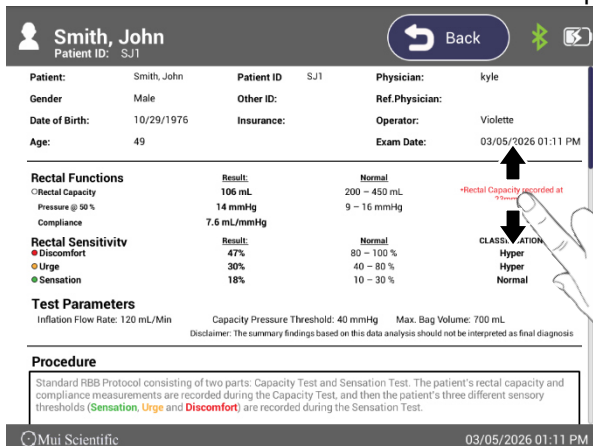 Smith, John
Patient ID: SJ1
Back
Patient: Smith, John Patient ID SJ1 Physician: kyle
Gender Male Other ID: Ref.Physician:
Date of Birth: 10/29/1976 Insurance: Operator: Violette
Age: 49 Exam Date: 03/05/2026 01:11 PM
Rectal Functions Result: Normal
Rectal Capacity 106 mL 200 – 450 mL *Rectal Capacity recorded at
Pressure @ 50 % 14 mmHg 9 – 16 mmHg
Compliance 7.6 mL/mmHg
Rectal Sensitivity Result: Normal
Discomfort 47% 80 – 100 % Hyper
Urge 30% 40 – 80 % Hyper
Sensation 18% 10 – 30 % Normal
Test Parameters
Inflation Flow Rate: 120 mL/Min Capacity Pressure Threshold: 40 mmHg Max. Bag Volume: 700 mL
Disclaimer: The summary findings based on this data analysis should not be interpreted as final diagnosis
Procedure
Standard RBB Protocol consisting of two parts: Capacity Test and Sensation Test. The patient's rectal capacity and
compliance measurements are recorded during the Capacity Test, and then the patient's three different sensory
thresholds (Sensation, Urge and Discomfort) are recorded during the Sensation Test.
Mui Scientific 03/05/2026 01:11 PM